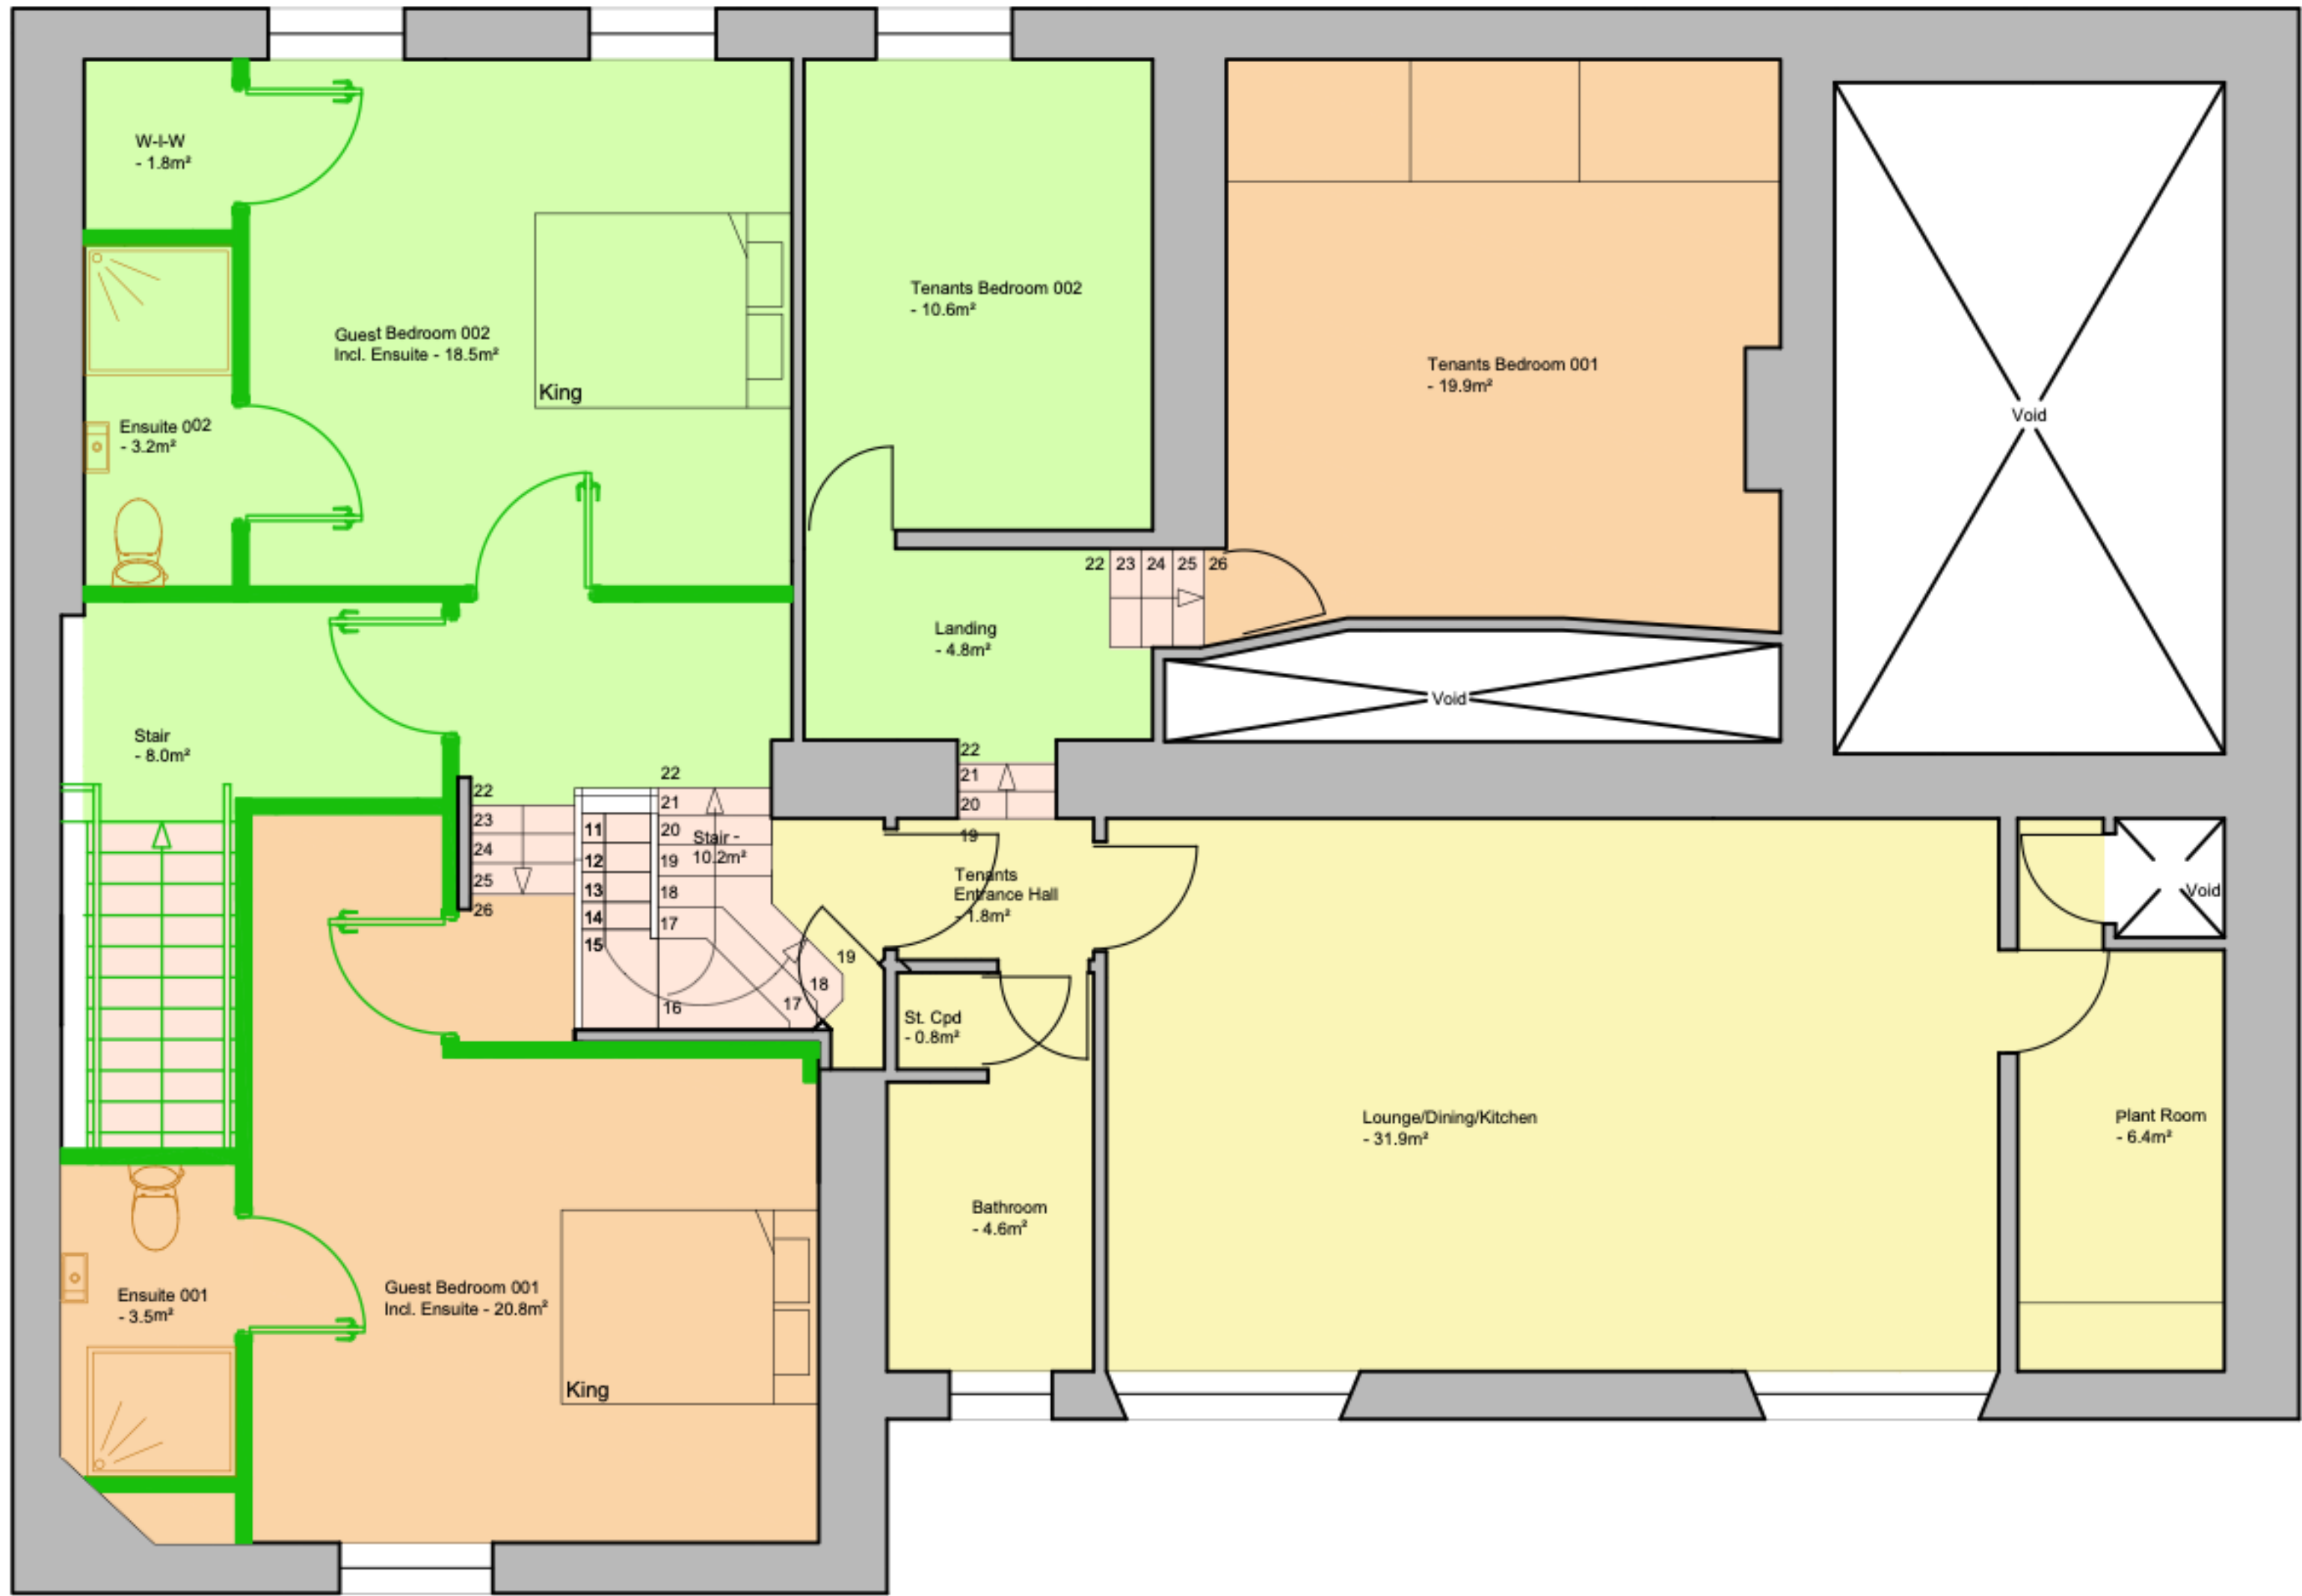 W-I-W
- 1.8m²
Guest Bedroom 002
Incl. Ensuite - 18.5m²
King
Ensuite 002
- 3.2m²
Tenants Bedroom 002
- 10.6m²
Tenants Bedroom 001
- 19.9m²
Void
22 23 24 25 26
Landing
- 4.8m²
Void
Stair
- 8.0m²
22
23
24
25
26
11
12
13
14
15
22
21
20
19
18
17
16
17
18
19
Stair -
10.2m²
22
21
20
19
Tenants
Entrance Hall
- 1.8m²
Void
St. Cpd
- 0.8m²
Lounge/Dining/Kitchen
- 31.9m²
Plant Room
- 6.4m²
Bathroom
- 4.6m²
Ensuite 001
- 3.5m²
Guest Bedroom 001
Incl. Ensuite - 20.8m²
King